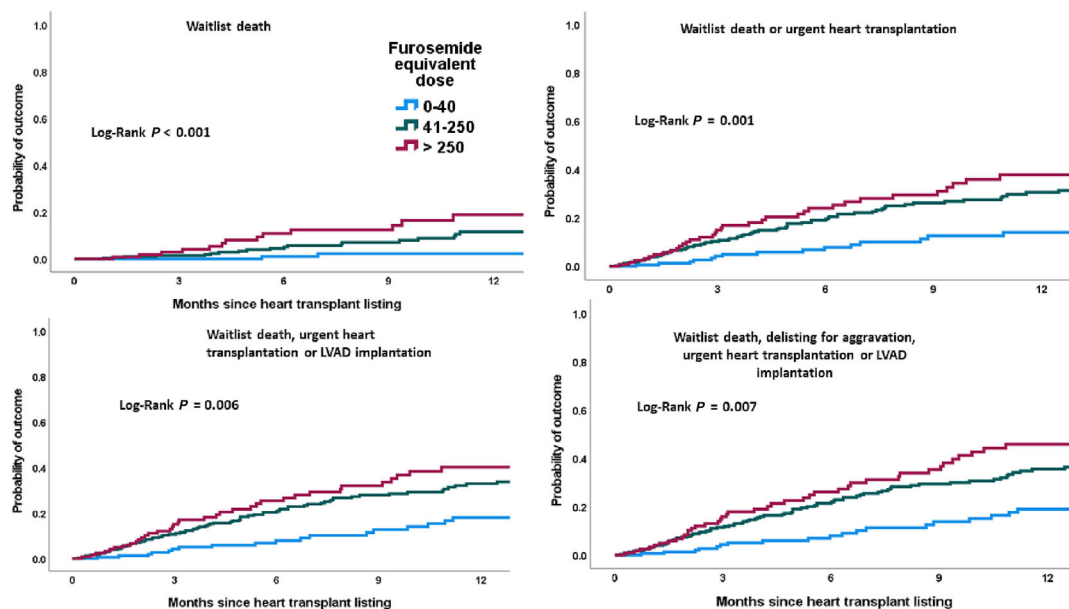 Waitlist death
Furosemide
equivalent
dose
0-40
41-250
> 250
Log-Rank P < 0.001
Probability of outcome
1.0
0.8
0.6
0.4
0.2
0.0
0 3 6 9 12
Months since heart transplant listing
Waitlist death or urgent heart transplantation
Log-Rank P = 0.001
Probability of outcome
1.0
0.8
0.6
0.4
0.2
0.0
0 3 6 9 12
Months since heart transplant listing
Waitlist death, urgent heart
transplantation or LVAD implantation
Log-Rank P = 0.006
Probability of outcome
1.0
0.8
0.6
0.4
0.2
0.0
0 3 6 9 12
Months since heart transplant listing
Waitlist death, delisting for aggravation,
urgent heart transplantation or LVAD
implantation
Log-Rank P = 0.007
Probability of outcome
1.0
0.8
0.6
0.4
0.2
0.0
0 3 6 9 12
Months since heart transplant listing